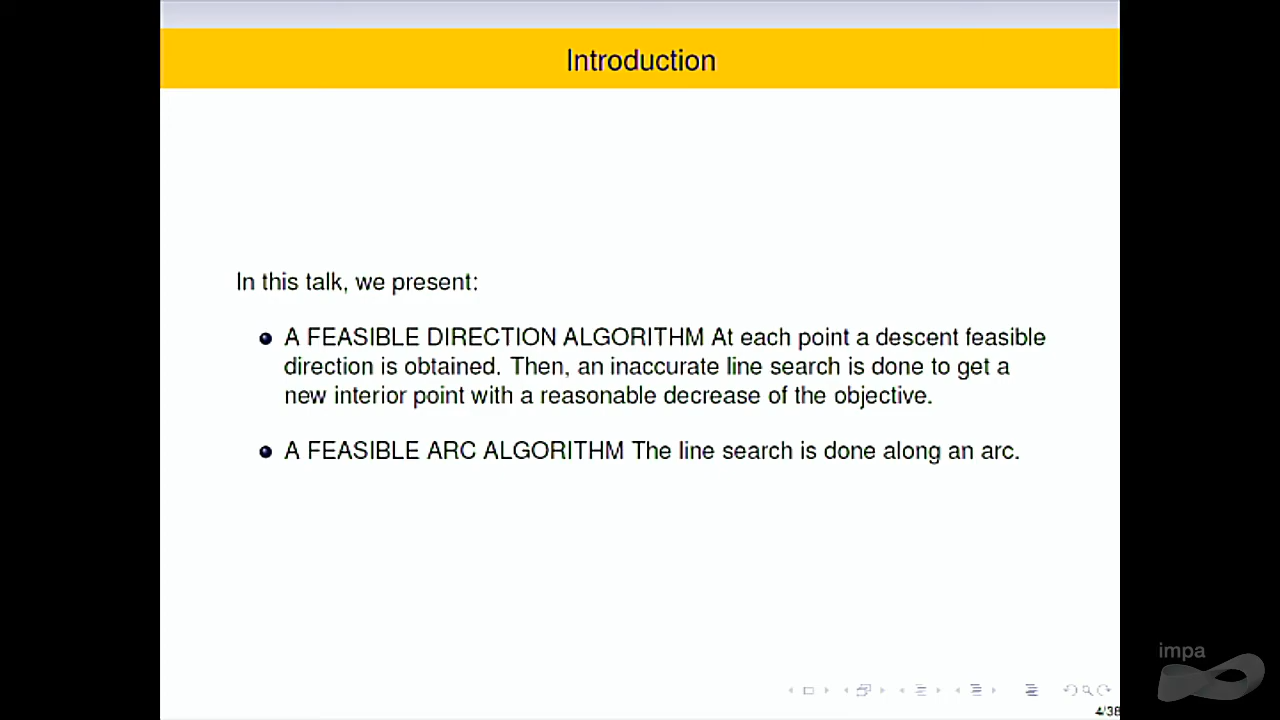 Introduction
In this talk, we present:
A FEASIBLE DIRECTION ALGORITHM At each point a descent feasible
direction is obtained. Then, an inaccurate line search is done to get a
new interior point with a reasonable decrease of the objective.
A FEASIBLE ARC ALGORITHM The line search is done along an arc.
impa
4/38